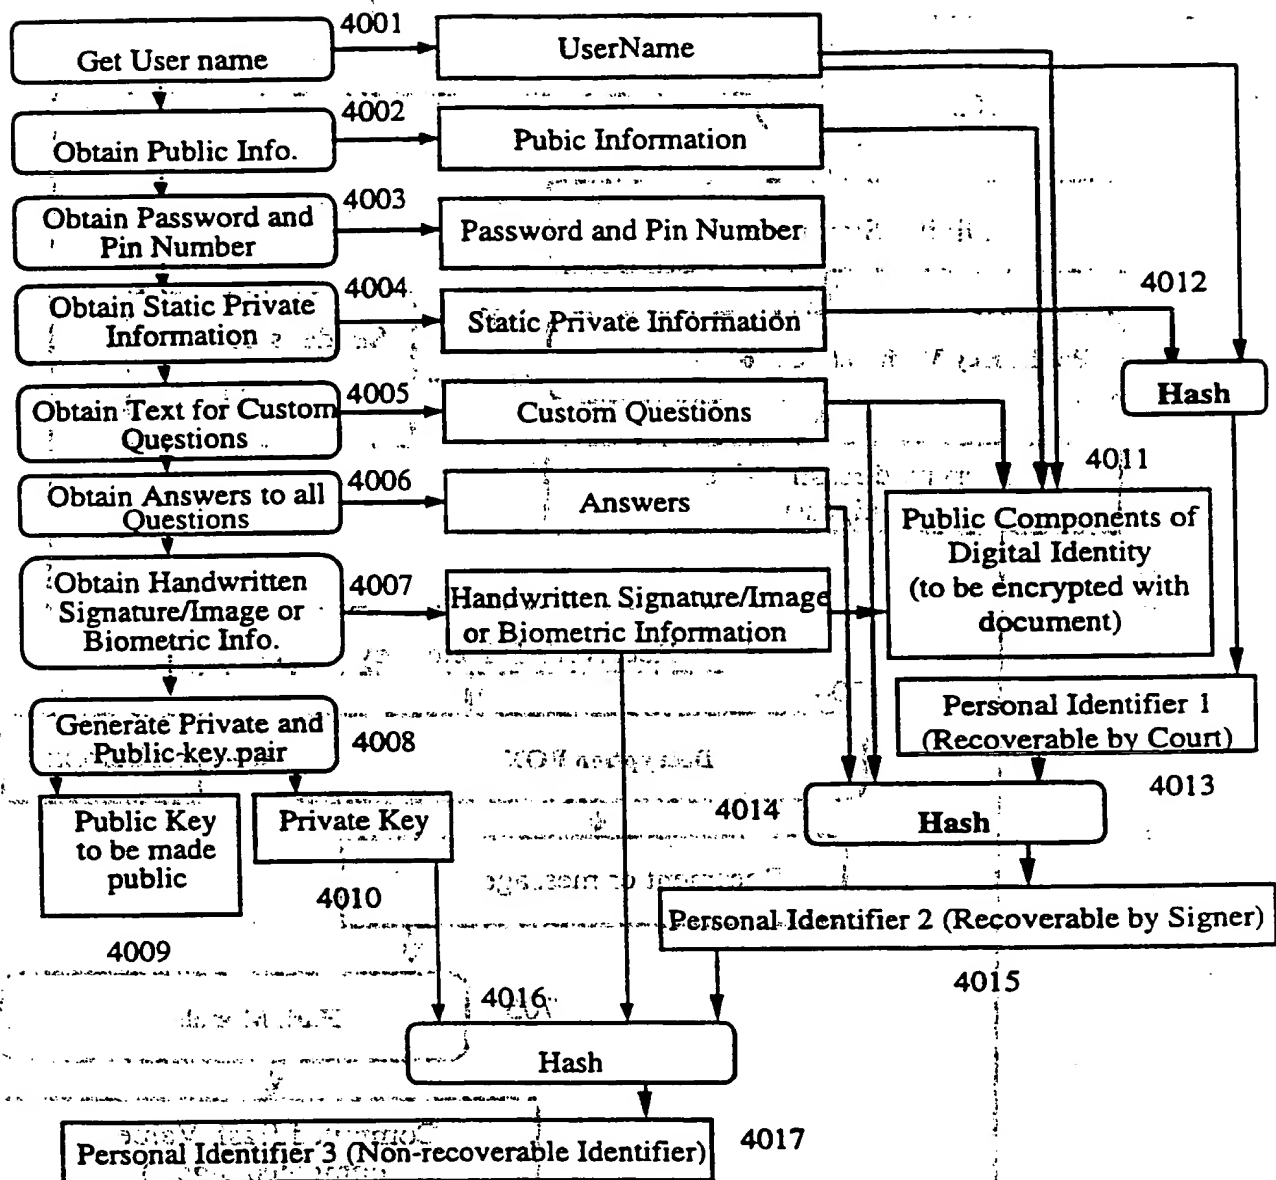 4001
Get User name
UserName
4002
Obtain Public Info.
Pubic Information
Obtain Password and
Pin Number
4003
Password and Pin Number
Obtain Static Private
Information
4004
Static Private Information
4012
Hash
Obtain Text for Custom
Questions
4005
Custom Questions
Obtain Answers to all
Questions
4006
Answers
4011
Public Components of
Digital Identity
(to be encrypted with
document)
Obtain Handwritten
Signature/Image or
Biometric Info.
4007
Handwritten Signature/Image
or Biometric Information
Personal Identifier 1
(Recoverable by Court)
4013
Generate Private and
Public-key pair
4008
4014
Hash
Public Key
to be made
public
4009
Private Key
4010
Personal Identifier 2 (Recoverable by Signer)
4015
4016
Hash
Personal Identifier 3 (Non-recoverable Identifier)
4017